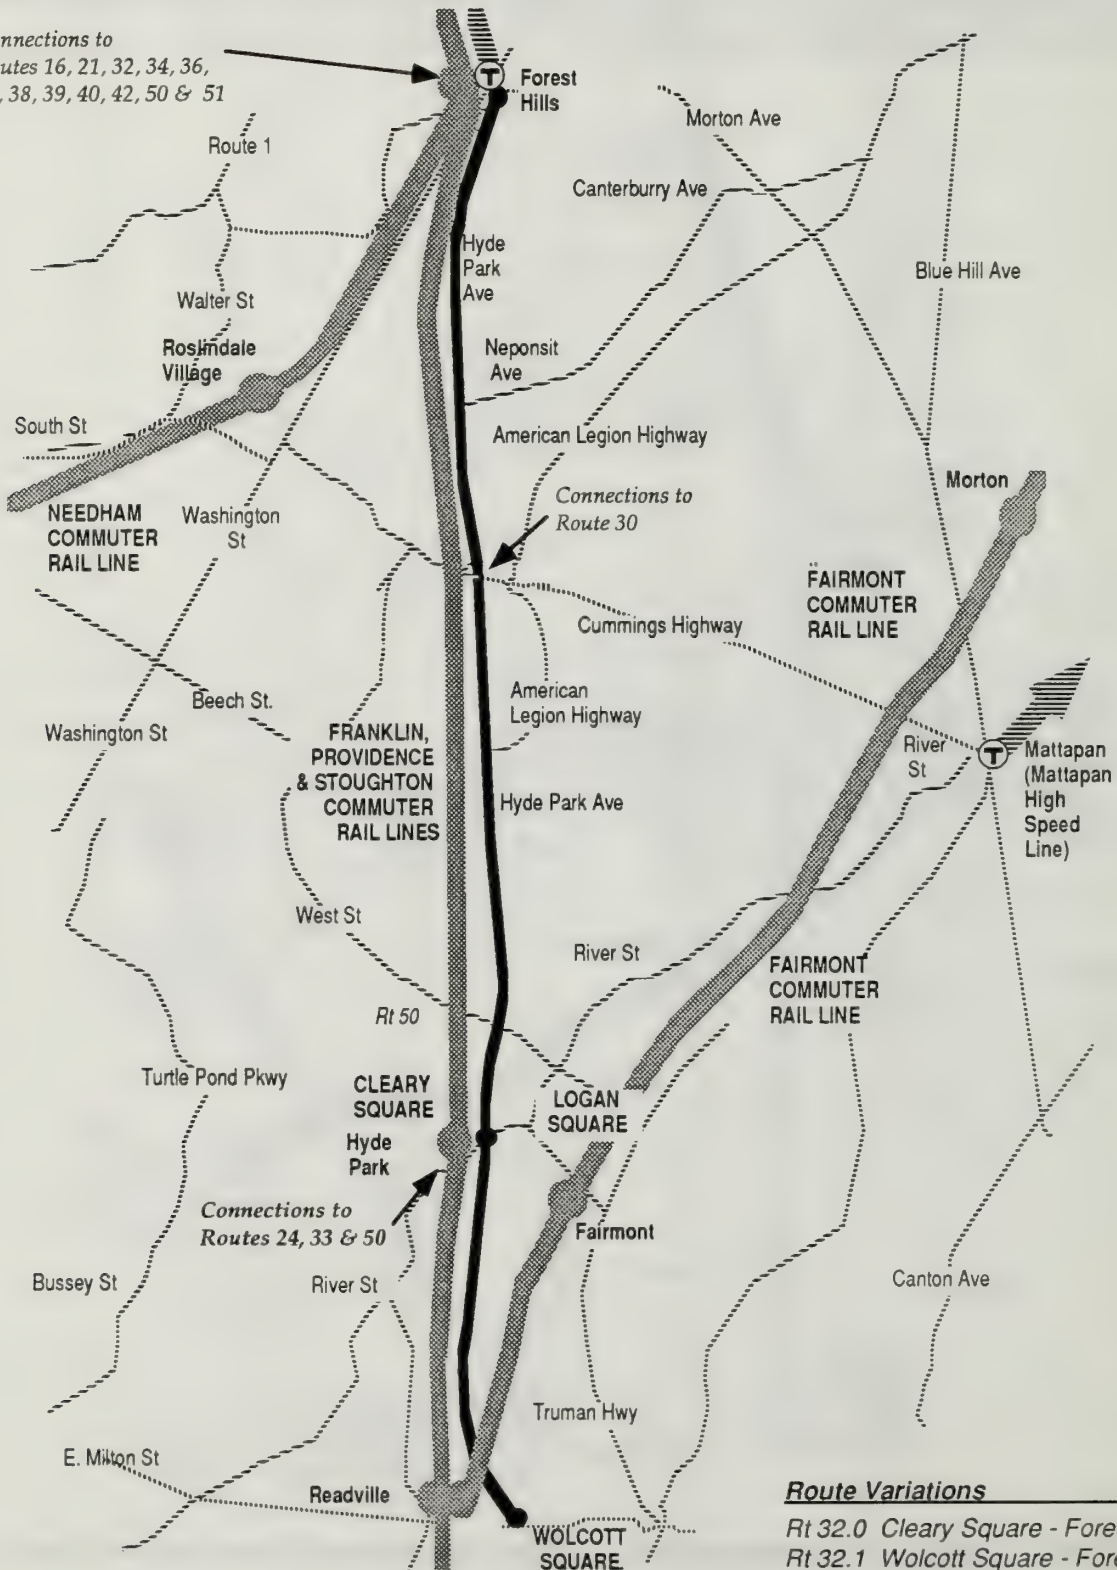 nnections to
utes 16, 21, 32, 34, 36,
, 38, 39, 40, 42, 50 & 51
T
Forest
Hills
Route 1
Morton Ave
Canterburry Ave
Hyde
Park
Ave
Blue Hill Ave
Walter St
Roslindale
Village
Neponsit
Ave
South St
American Legion Highway
Connections to
Route 30
Morton
NEEDHAM
COMMUTER
RAIL LINE
Washington
St
FAIRMONT
COMMUTER
RAIL LINE
Cummings Highway
Beech St.
American
Legion Highway
Washington St
FRANKLIN,
PROVIDENCE
& STOUGHTON
COMMUTER
RAIL LINES
River
St
T
Mattapan
(Mattapan
High
Speed
Line)
Hyde Park Ave
West St
River St
FAIRMONT
COMMUTER
RAIL LINE
Rt 50
Turtle Pond Pkwy
CLEARY
SQUARE
LOGAN
SQUARE
Hyde
Park
Connections to
Routes 24, 33 & 50
Fairmont
Bussey St
River St
Canton Ave
Truman Hwy
E. Milton St
Readville
WOLCOTT
SQUARE
Route Variations
Rt 32.0 Cleary Square - Fore
Rt 32.1 Wolcott Square - Fore